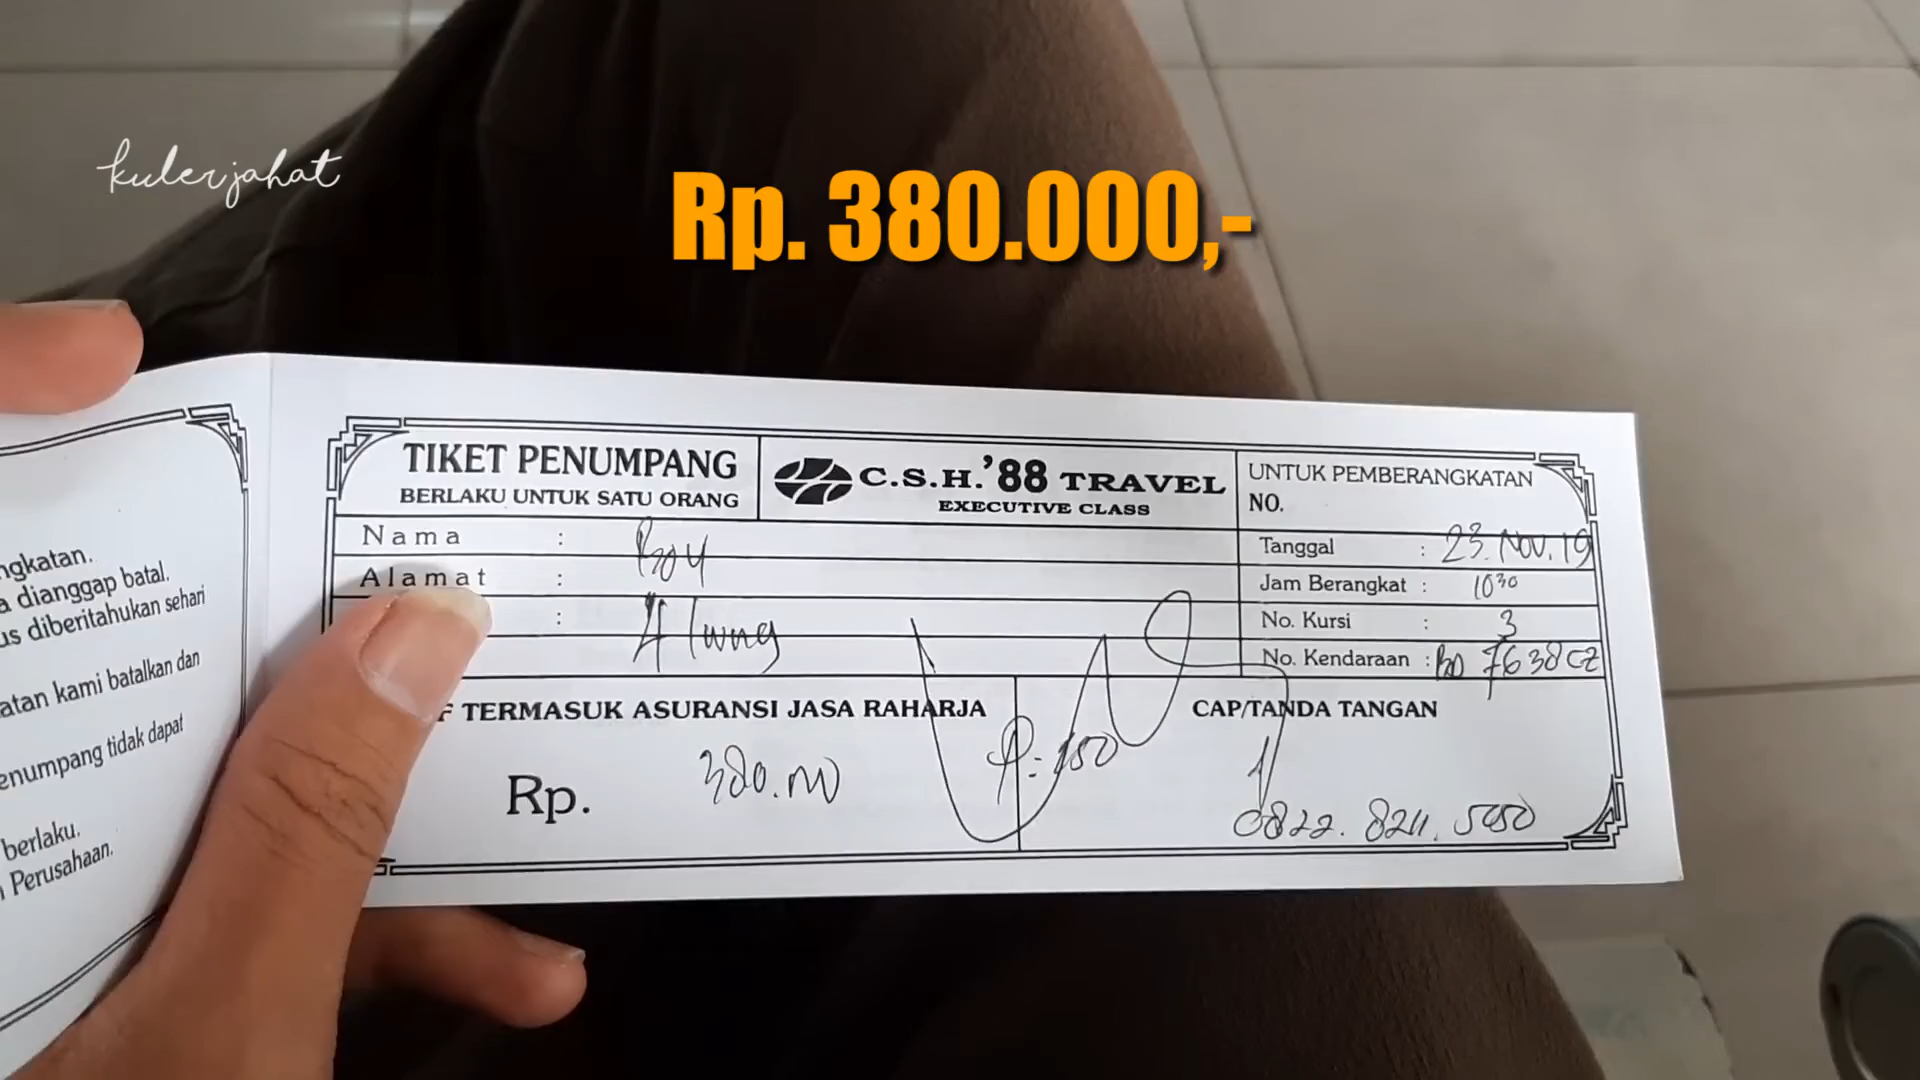 kulerjahat
Rp. 380.000,-
ngkatan.
a dianggap batal.
us diberitahukan sehari
atan kami batalkan dan
enumpang tidak dapat
berlaku.
Perusahaan.
TIKET PENUMPANG
BERLAKU UNTUK SATU ORANG
C.S.H.'88 TRAVEL
EXECUTIVE CLASS
UNTUK PEMBERANGKATAN
NO.
Nama :
Alamat :
:
Tanggal : 23. NOV. 19
Jam Berangkat : 10 30
No. Kursi : 3
No. Kendaraan : BD 7638 CZ
F TERMASUK ASURANSI JASA RAHARJA
Rp. 380.000
CAP/TANDA TANGAN
0822. 8211. 5050